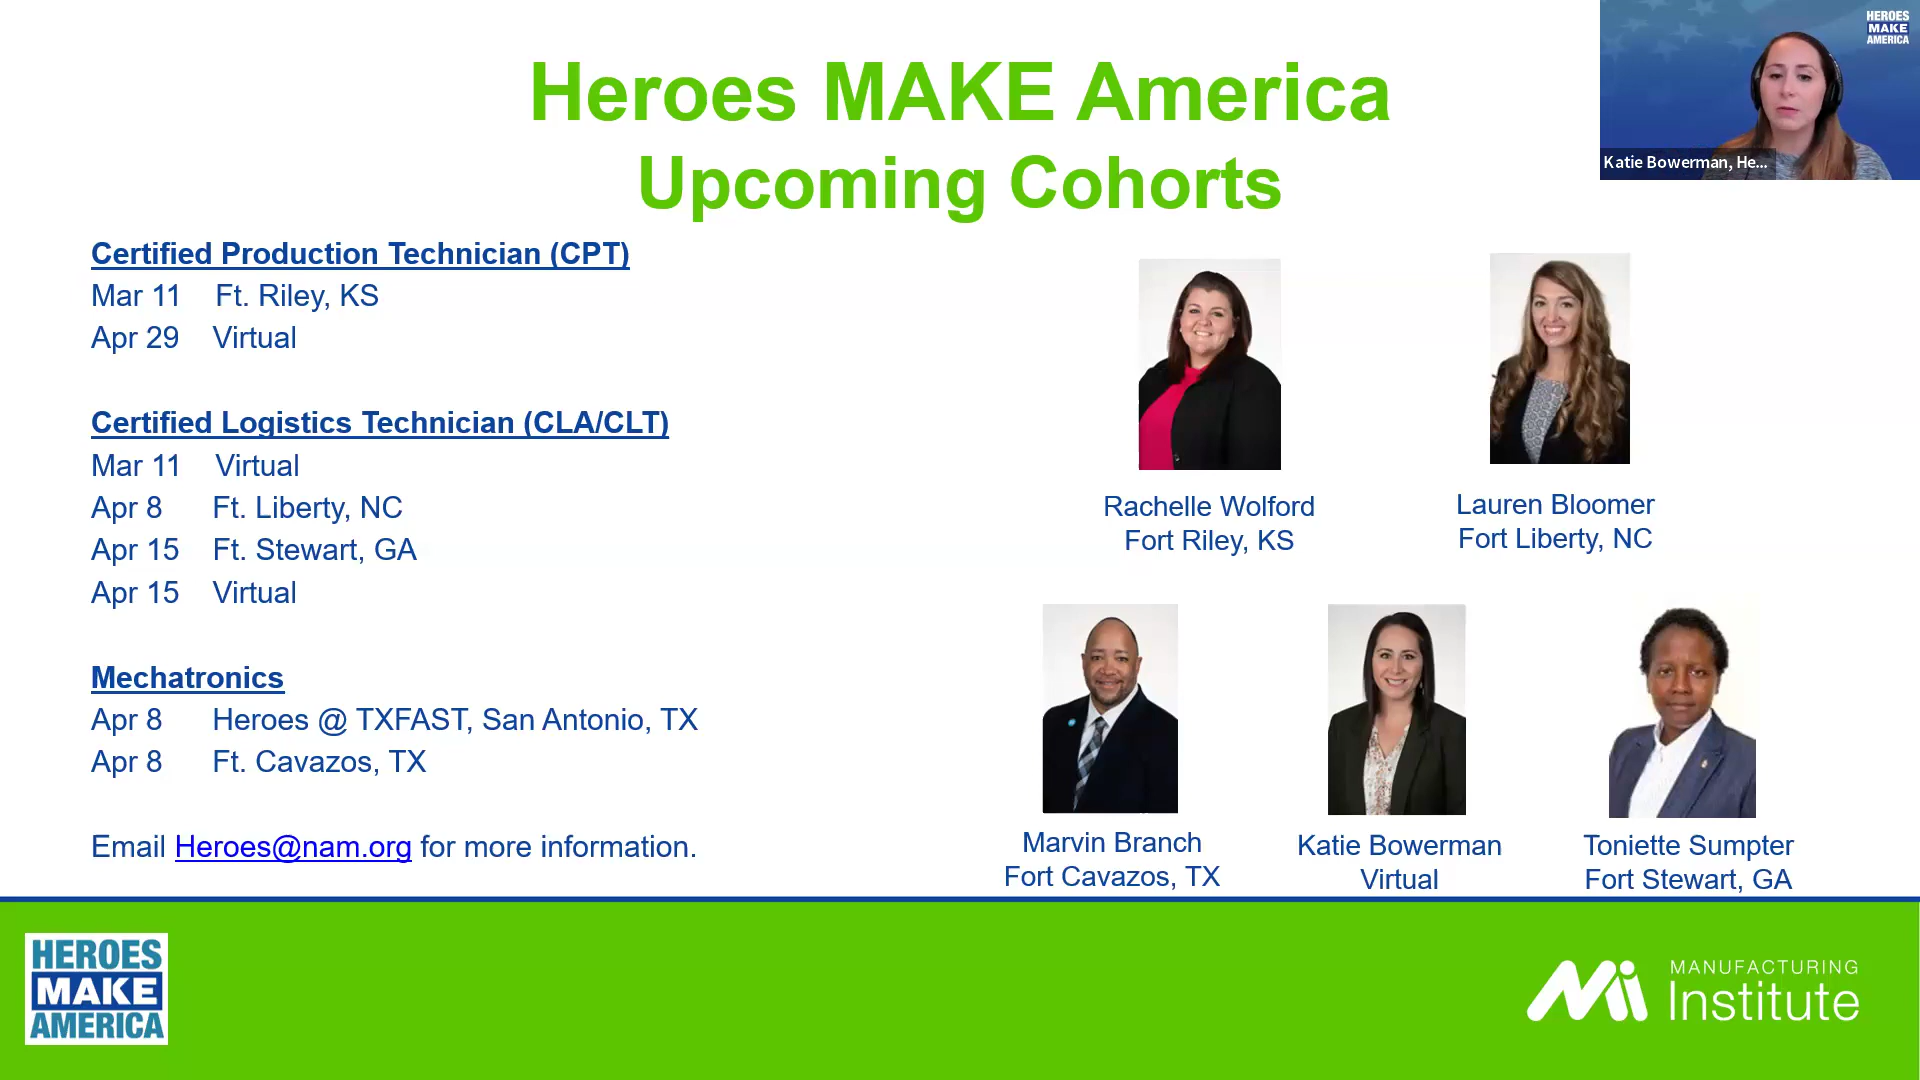 Heroes MAKE America
Upcoming Cohorts
HEROES
MAKE
AMERICA
Katie Bowerman, He...
Certified Production Technician (CPT)
Mar 11 Ft. Riley, KS
Apr 29 Virtual
Certified Logistics Technician (CLA/CLT)
Mar 11 Virtual
Apr 8 Ft. Liberty, NC
Apr 15 Ft. Stewart, GA
Apr 15 Virtual
Mechatronics
Apr 8 Heroes @ TXFAST, San Antonio, TX
Apr 8 Ft. Cavazos, TX
Email Heroes@nam.org for more information.
Rachelle Wolford
Fort Riley, KS
Lauren Bloomer
Fort Liberty, NC
Marvin Branch
Fort Cavazos, TX
Katie Bowerman
Virtual
Toniette Sumpter
Fort Stewart, GA
HEROES
MAKE
AMERICA
Mi
MANUFACTURING
Institute